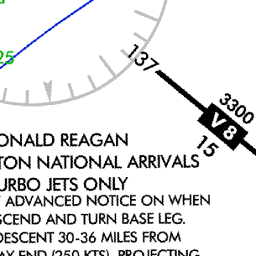 25
137
3300
V8
15
ONALD REAGAN
TON NATIONAL ARRIVALS
URBO JETS ONLY
ADVANCED NOTICE ON WHEN
SCEND AND TURN BASE LEG.
DESCENT 30-36 MILES FROM
AY END (250 KTS), PROJECTING